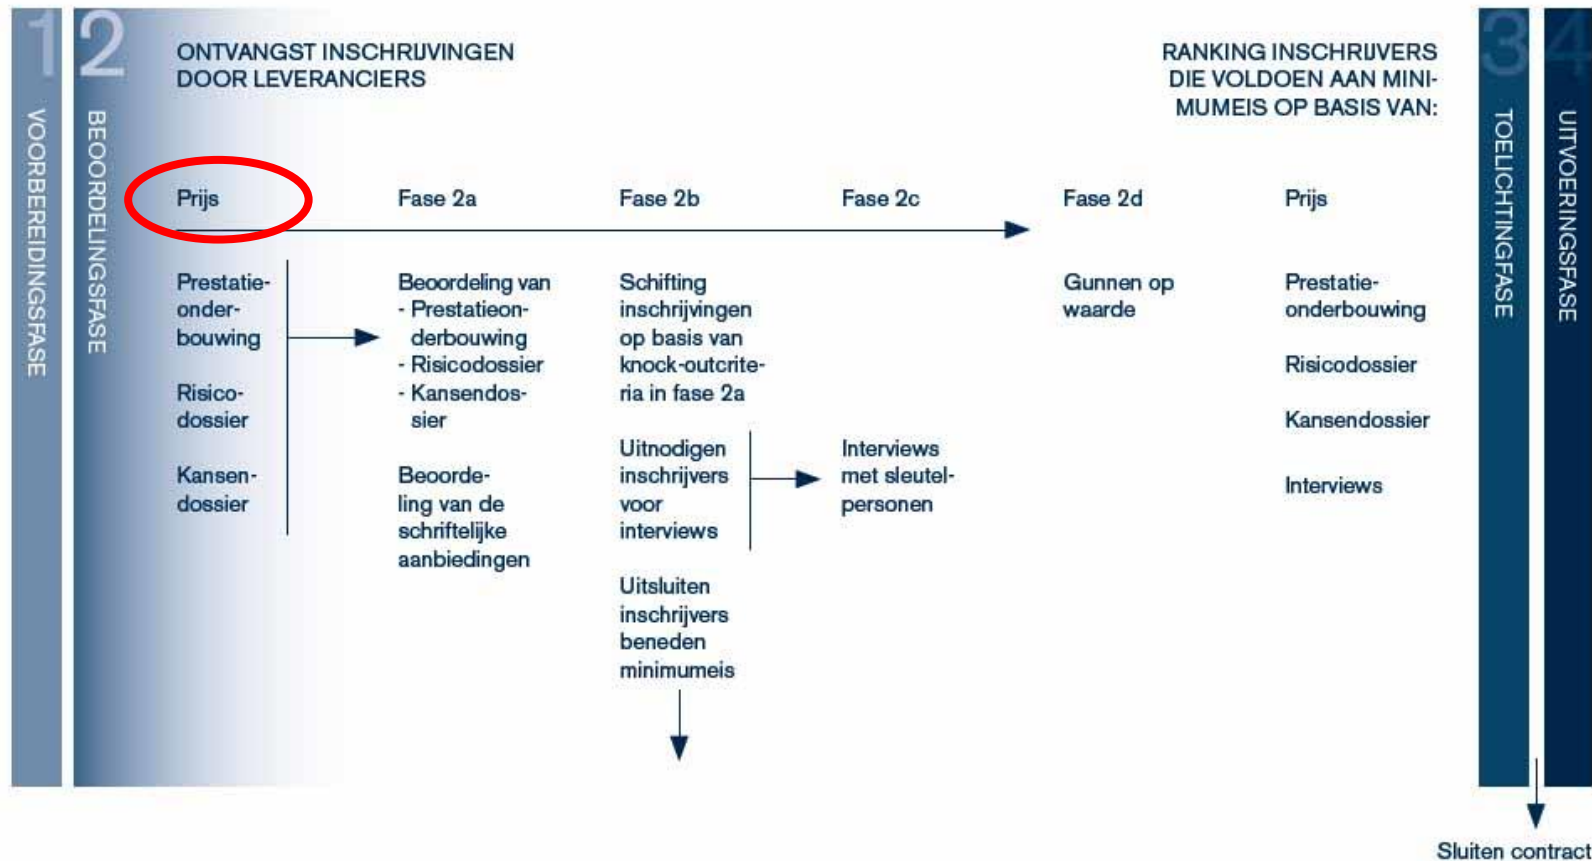 1
VOORBEREIDINGSFASE
2
BEOORDELINGSFASE
ONTVANGST INSCHRIJVINGEN
DOOR LEVERANCIERS
RANKING INSCHRIJVERS
DIE VOLDOEN AAN MINI-
MUMEIS OP BASIS VAN:
Prijs
Prestatie-
onder-
bouwing
Risico-
dossier
Kansen-
dossier
Fase 2a
Beoordeling van
- Prestatieon-
derbouwing
- Risicodossier
- Kansendos-
sier
Beoorde-
ling van de
schriftelijke
aanbiedingen
Fase 2b
Schifting
inschrijvingen
op basis van
knock-outcrite-
ria in fase 2a
Uitnodigen
inschrijvers
voor
interviews
Uitsluiten
inschrijvers
beneden
minimumeis
Fase 2c
Interviews
met sleutel-
personen
Fase 2d
Gunnen op
waarde
Prijs
Prestatie-
onderbouwing
Risicodossier
Kansendossier
Interviews
3
TOELICHTINGFASE
4
UITVOERINGSFASE
Sluiten contract